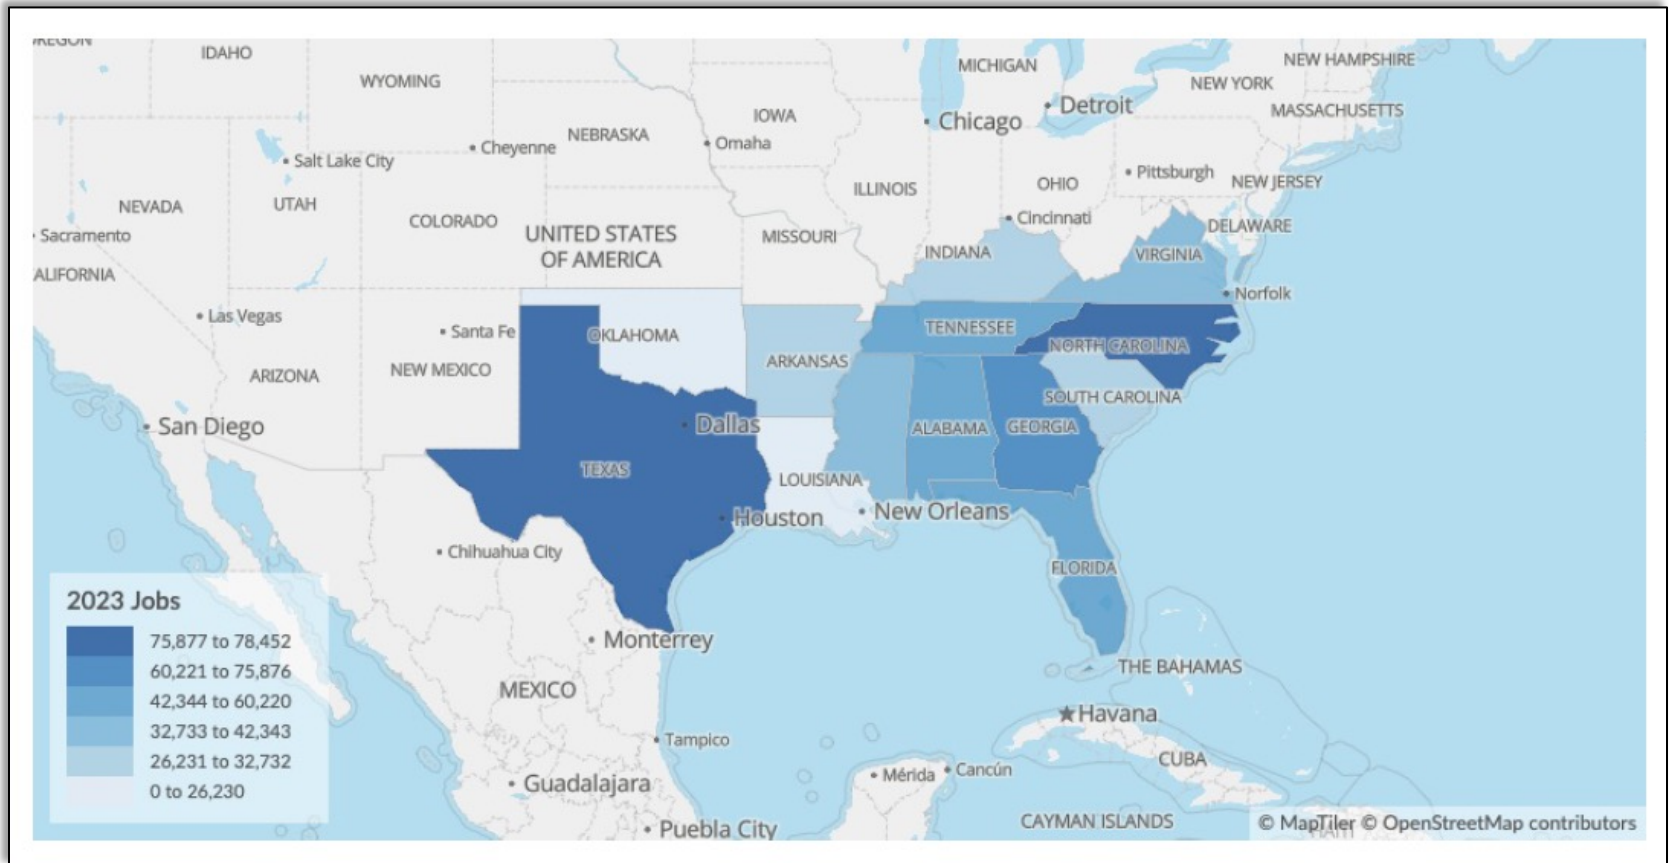 IDAHO
WYOMING
MICHIGAN
NEW HAMPSHIRE
NEW YORK
IOWA
Chicago
Detroit
MASSACHUSETTS
NEBRASKA
Cheyenne
Omaha
Salt Lake City
Pittsburgh
NEW JERSEY
ILLINOIS
OHIO
NEVADA
UTAH
COLORADO
Cincinnati
DELAWARE
Sacramento
UNITED STATES
OF AMERICA
MISSOURI
INDIANA
VIRGINIA
ALIFORNIA
Norfolk
Las Vegas
Santa Fe
OKLAHOMA
TENNESSEE
NORTH CAROLINA
ARIZONA
NEW MEXICO
ARKANSAS
SOUTH CAROLINA
San Diego
Dallas
ALABAMA
GEORGIA
TEXAS
LOUISIANA
Houston
New Orleans
Chihuahua City
FLORIDA
2023 Jobs
75,877 to 78,452
60,221 to 75,876
42,344 to 60,220
32,733 to 42,343
26,231 to 32,732
0 to 26,230
Monterrey
THE BAHAMAS
MEXICO
Havana
Tampico
CUBA
Guadalajara
Mérida
Cancún
Puebla City
CAYMAN ISLANDS
© MapTiler © OpenStreetMap contributors